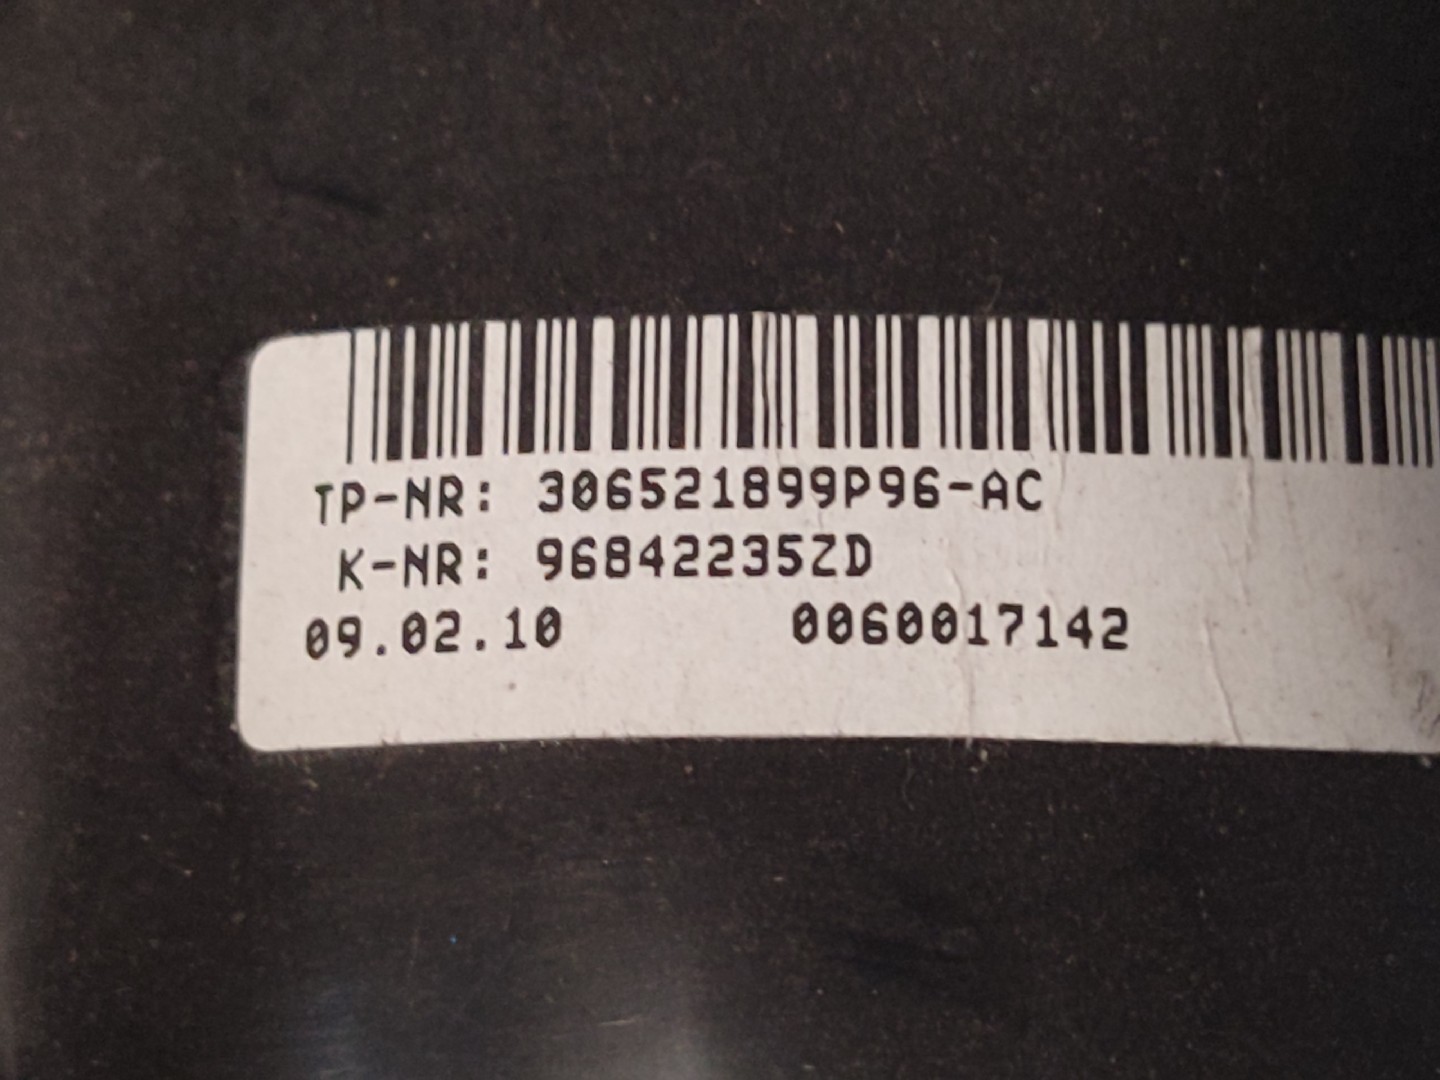 TP-NR: 306521899P96-AC
K-NR: 96842235ZD
09.02.10 0060017142